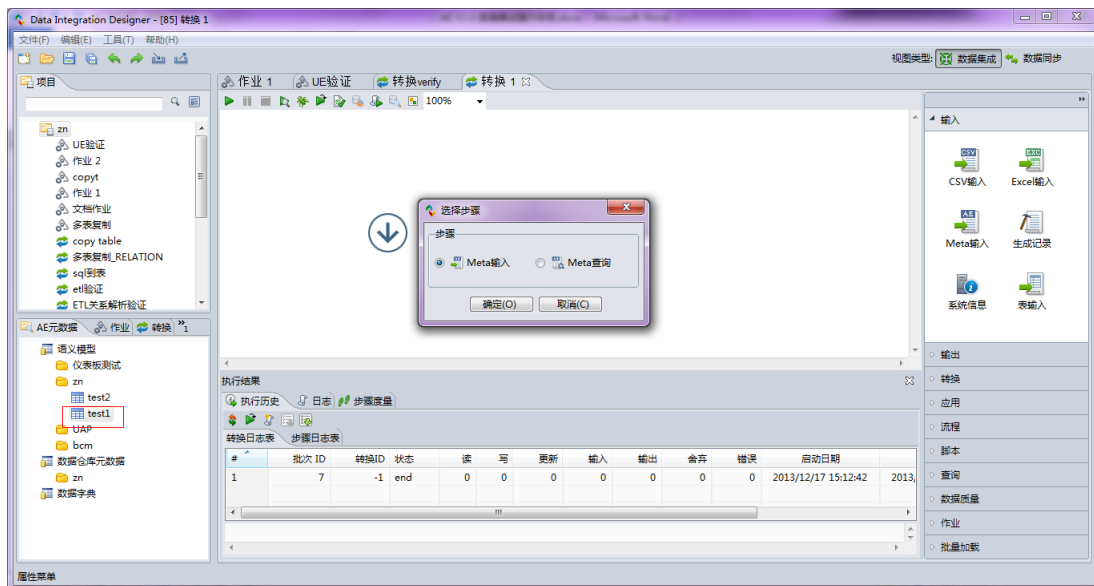 Data Integration Designer - [85] 转换 1
文件(F) 编辑(E) 工具(T) 帮助(H)
视图类型: 数据集成 数据同步
项目
作业 1 UE验证 转换verify 转换 1
100%
zn
UE验证
作业 2
copyt
作业 1
文档作业
多表复制
copy table
多表复制_RELATION
sql到表
etl验证
ETL关系解析验证
选择步骤
步骤
Meta输入 Meta查询
确定(O) 取消(C)
输入
CSV输入 Excel输入
Meta输入 生成记录
系统信息 表输入
输出
转换
应用
流程
脚本
查询
数据质量
作业
批量加载
AE元数据 作业 转换 »1
语义模型
仪表板测试
zn
test2
test1
UAP
bcm
数据仓库元数据
zn
数据字典
执行结果
执行历史 日志 步骤度量
转换日志表 步骤日志表
# 批次 ID 转换ID 状态 读 写 更新 输入 输出 舍弃 错误 启动日期
1 7 -1 end 0 0 0 0 0 0 0 2013/12/17 15:12:42 2013,
属性菜单